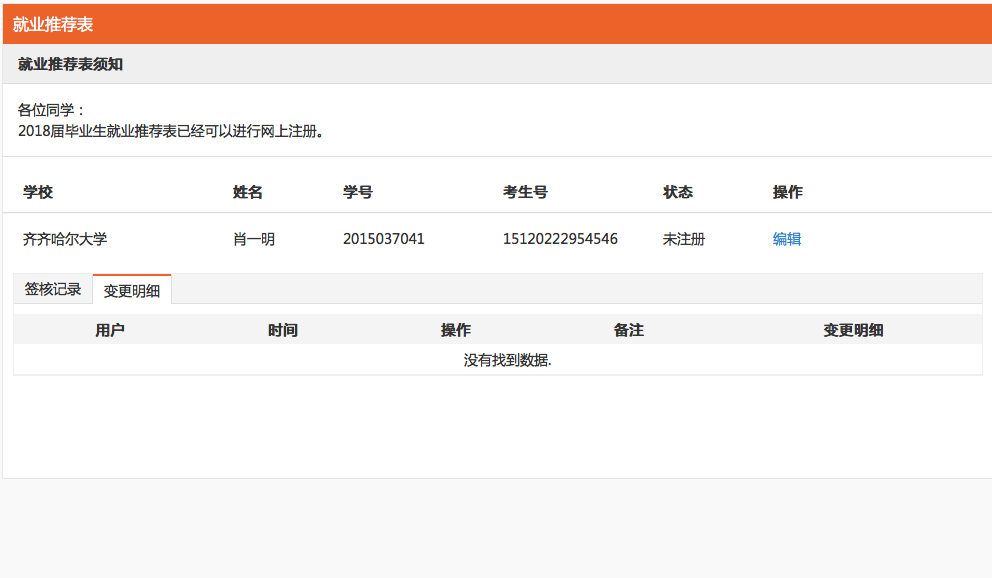 就业推荐表
就业推荐表须知
各位同学：
2018届毕业生就业推荐表已经可以进行网上注册。
学校 姓名 学号 考生号 状态 操作
齐齐哈尔大学 肖一明 2015037041 15120222954546 未注册 编辑
签核记录 变更明细
用户 时间 操作 备注 变更明细
没有找到数据.